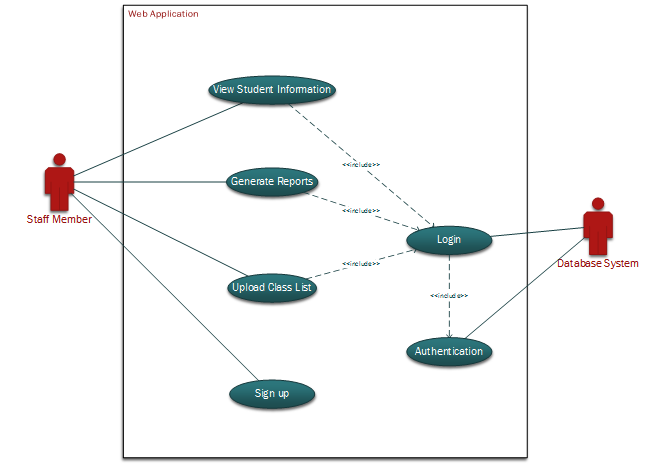 Web Application
View Student Information
<<include>>
Generate Reports
<<include>>
Staff Member
Login
<<include>>
Database System
Upload Class List
<<include>>
Authentication
Sign up